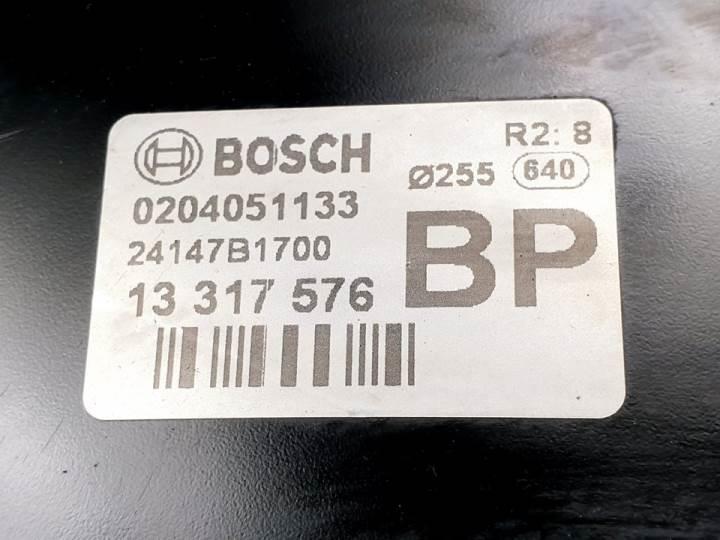 BOSCH
R2: 8
Ø255 640
0204051133
24147B1700
13 317 576
BP